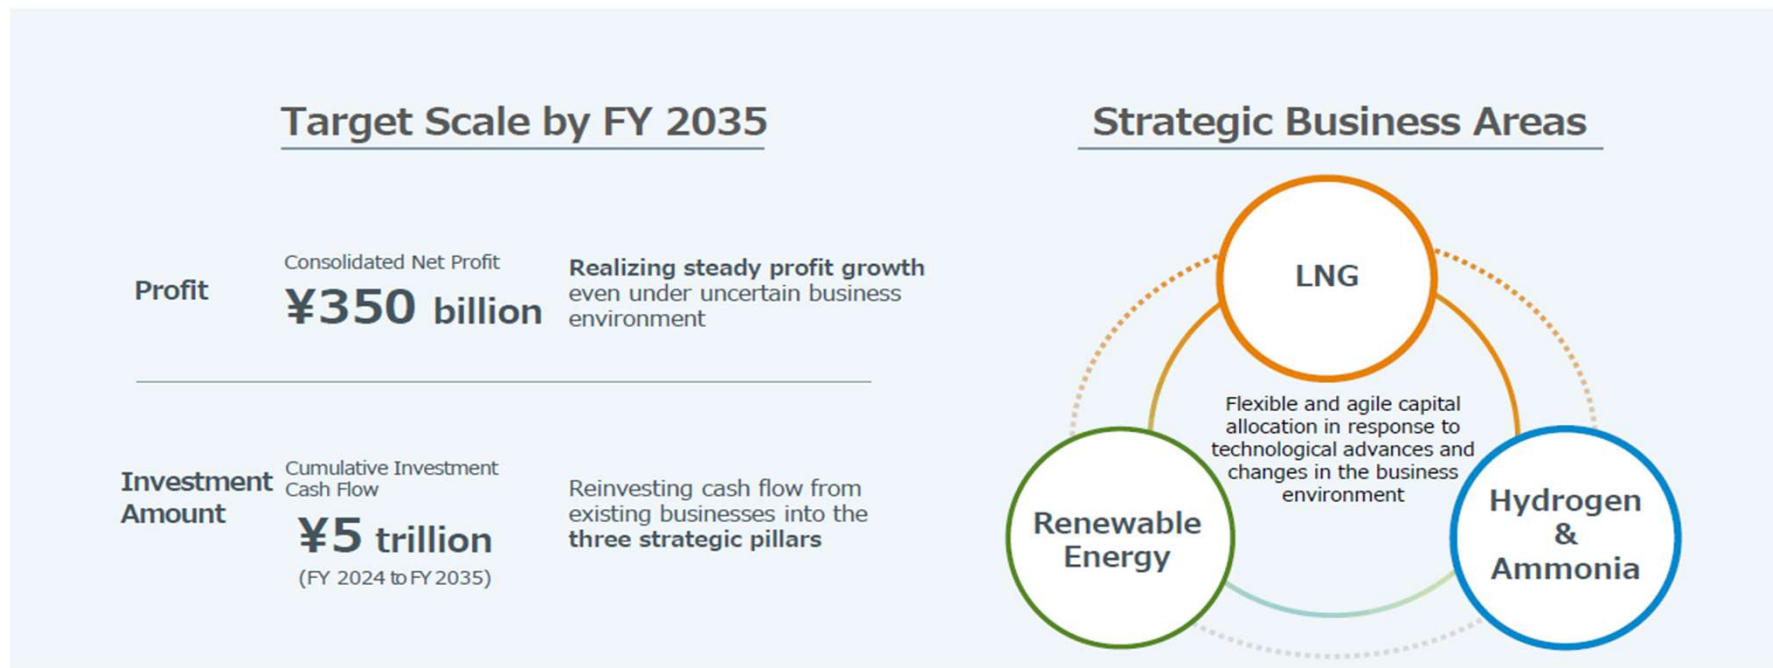 Target Scale by FY 2035
Profit
Consolidated Net Profit
¥350 billion
Realizing steady profit growth
even under uncertain business
environment
Investment
Amount
Cumulative Investment
Cash Flow
¥5 trillion
(FY 2024 to FY 2035)
Reinvesting cash flow from
existing businesses into the
three strategic pillars
Strategic Business Areas
LNG
Flexible and agile capital
allocation in response to
technological advances and
changes in the business
environment
Renewable
Energy
Hydrogen
&
Ammonia